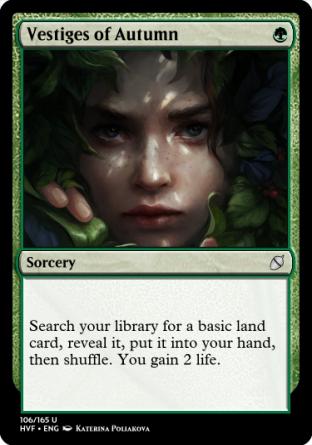 Vestiges of Autumn
Sorcery
Search your library for a basic land
card, reveal it, put it into your hand,
then shuffle. You gain 2 life.
106/165 U
HVF • ENG Katerina Poliakova